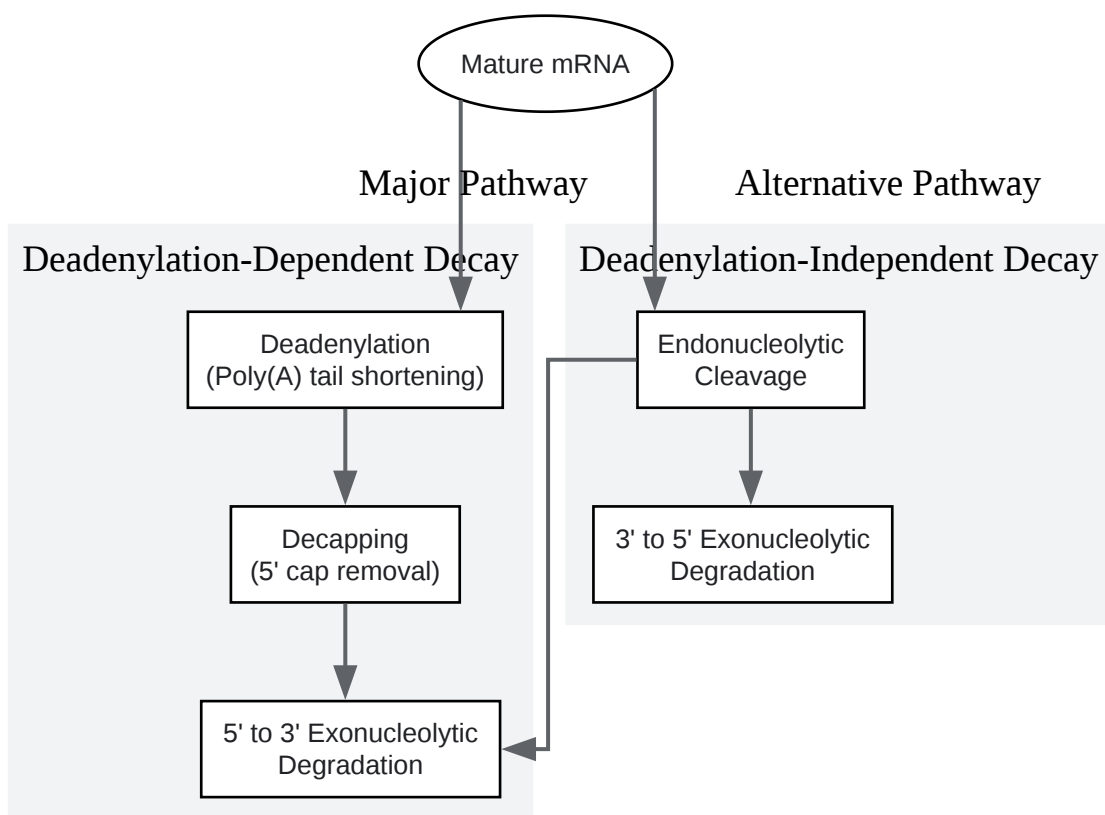 Mature mRNA
Major Pathway
Alternative Pathway
Deadenylation-Dependent Decay
Deadenylation-Independent Decay
Deadenylation
(Poly(A) tail shortening)
Endonucleolytic
Cleavage
Decapping
(5' cap removal)
3' to 5' Exonucleolytic
Degradation
5' to 3' Exonucleolytic
Degradation